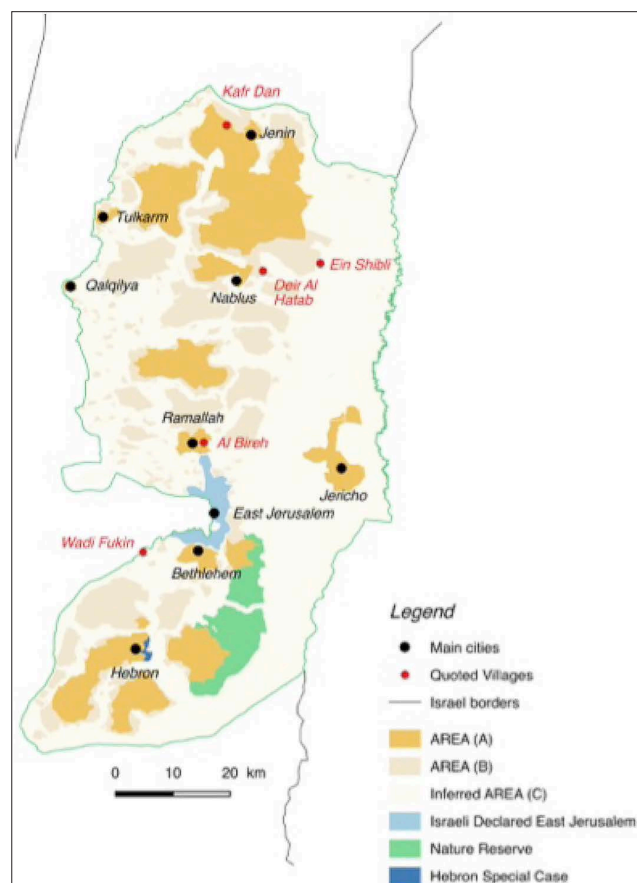 Kafr Dan
Jenin
Tulkarm
Ein Shibli
Qalqilya
Nablus
Deir Al
Hatab
Ramallah
Al Bireh
Jericho
East Jerusalem
Wadi Fukin
Bethlehem
Hebron
0 10 20 km
Legend
Main cities
Quoted Villages
Israel borders
AREA (A)
AREA (B)
Inferred AREA (C)
Israeli Declared East Jerusalem
Nature Reserve
Hebron Special Case